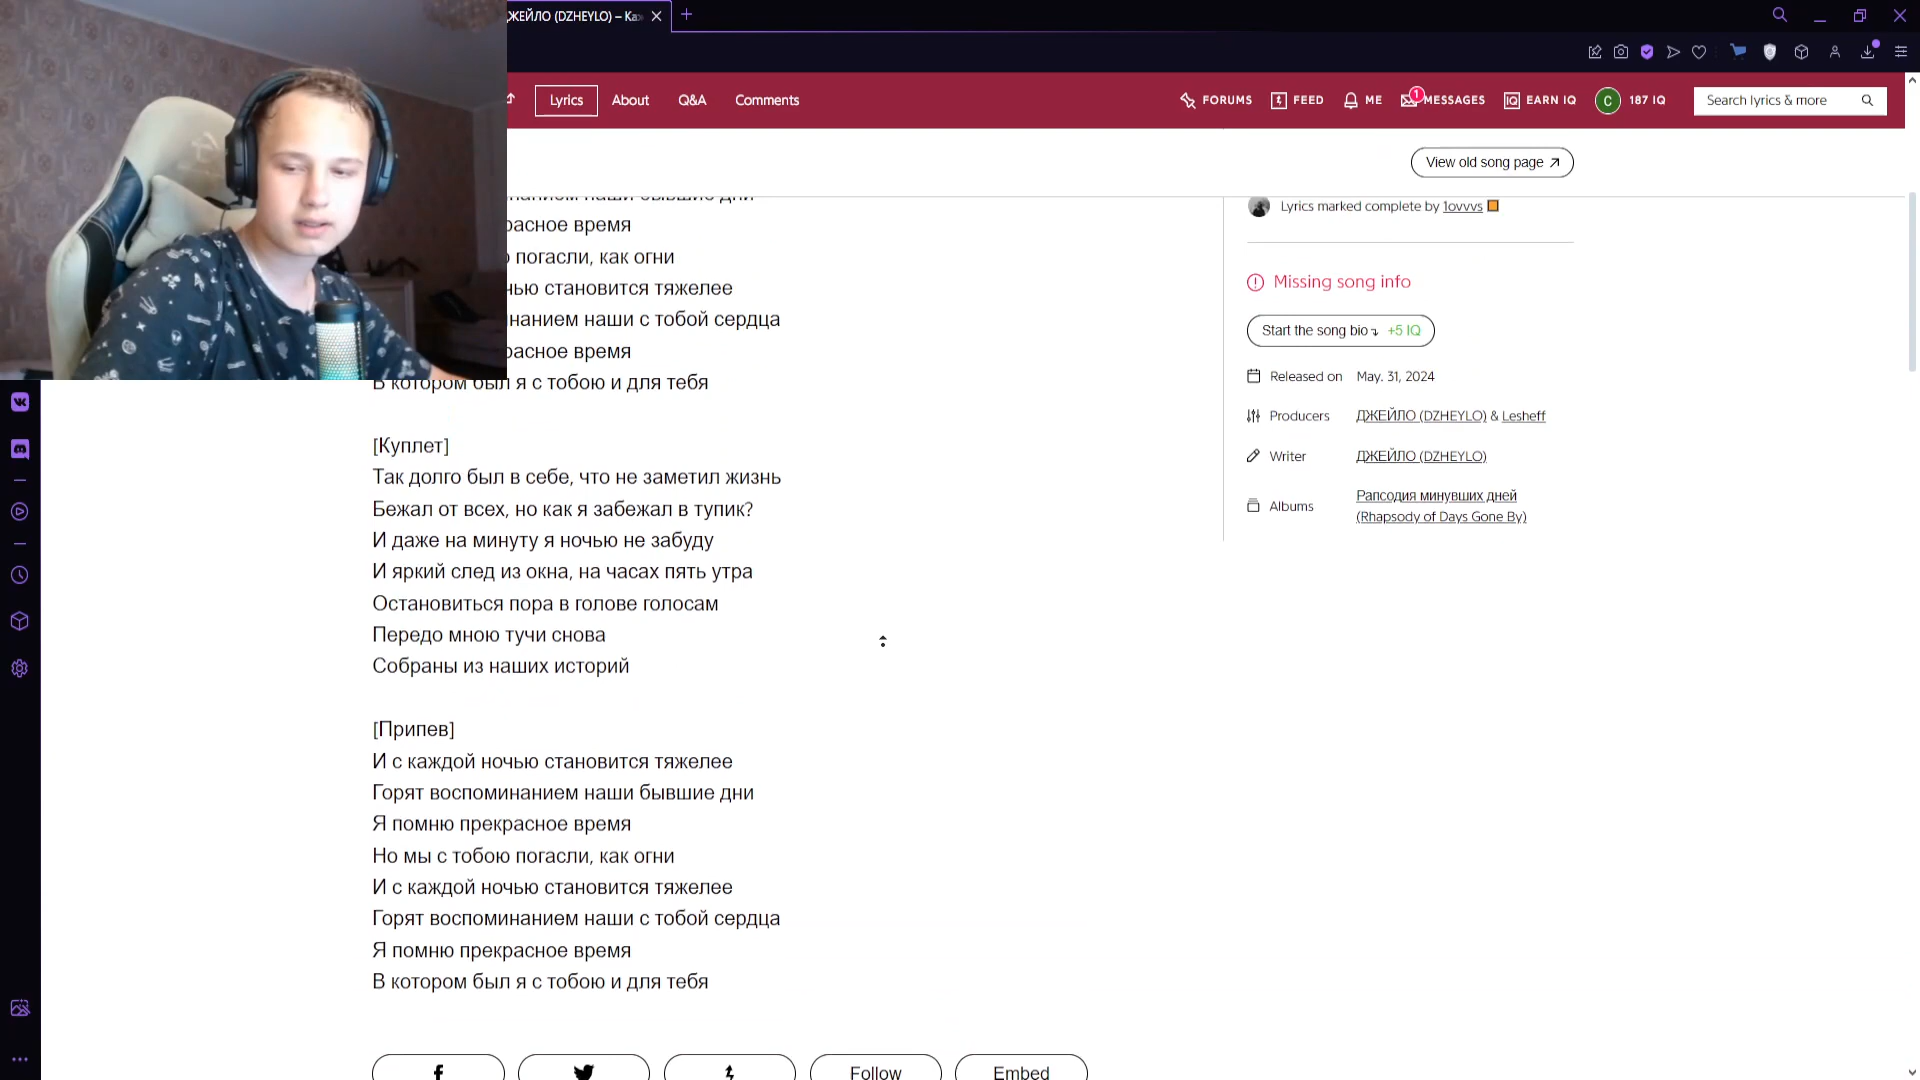 ДЖЕЙЛО (DZHEYLO) – Ка
Lyrics
About
Q&A
Comments
FORUMS
FEED
ME
1
MESSAGES
IQ
EARN IQ
C
187 IQ
Search lyrics & more
View old song page
наши бывшие дни
время
погасли, как огни
становится тяжелее
наши с тобой сердца
время
В котором был я с тобою и для тебя
[Куплет]
Так долго был в себе, что не заметил жизнь
Бежал от всех, но как я забежал в тупик?
И даже на минуту я ночью не забуду
И яркий след из окна, на часах пять утра
Остановиться пора в голове голосам
Передо мною тучи снова
Собраны из наших историй
[Припев]
И с каждой ночью становится тяжелее
Горят воспоминанием наши бывшие дни
Я помню прекрасное время
Но мы с тобою погасли, как огни
И с каждой ночью становится тяжелее
Горят воспоминанием наши с тобой сердца
Я помню прекрасное время
В котором был я с тобою и для тебя
Follow
Embed
Lyrics marked complete by 1ovvvs
Missing song info
Start the song bio +5 IQ
Released on May. 31, 2024
Producers ДЖЕЙЛО (DZHEYLO) & Lesheff
Writer ДЖЕЙЛО (DZHEYLO)
Albums Рапсодия минувших дней
(Rhapsody of Days Gone By)